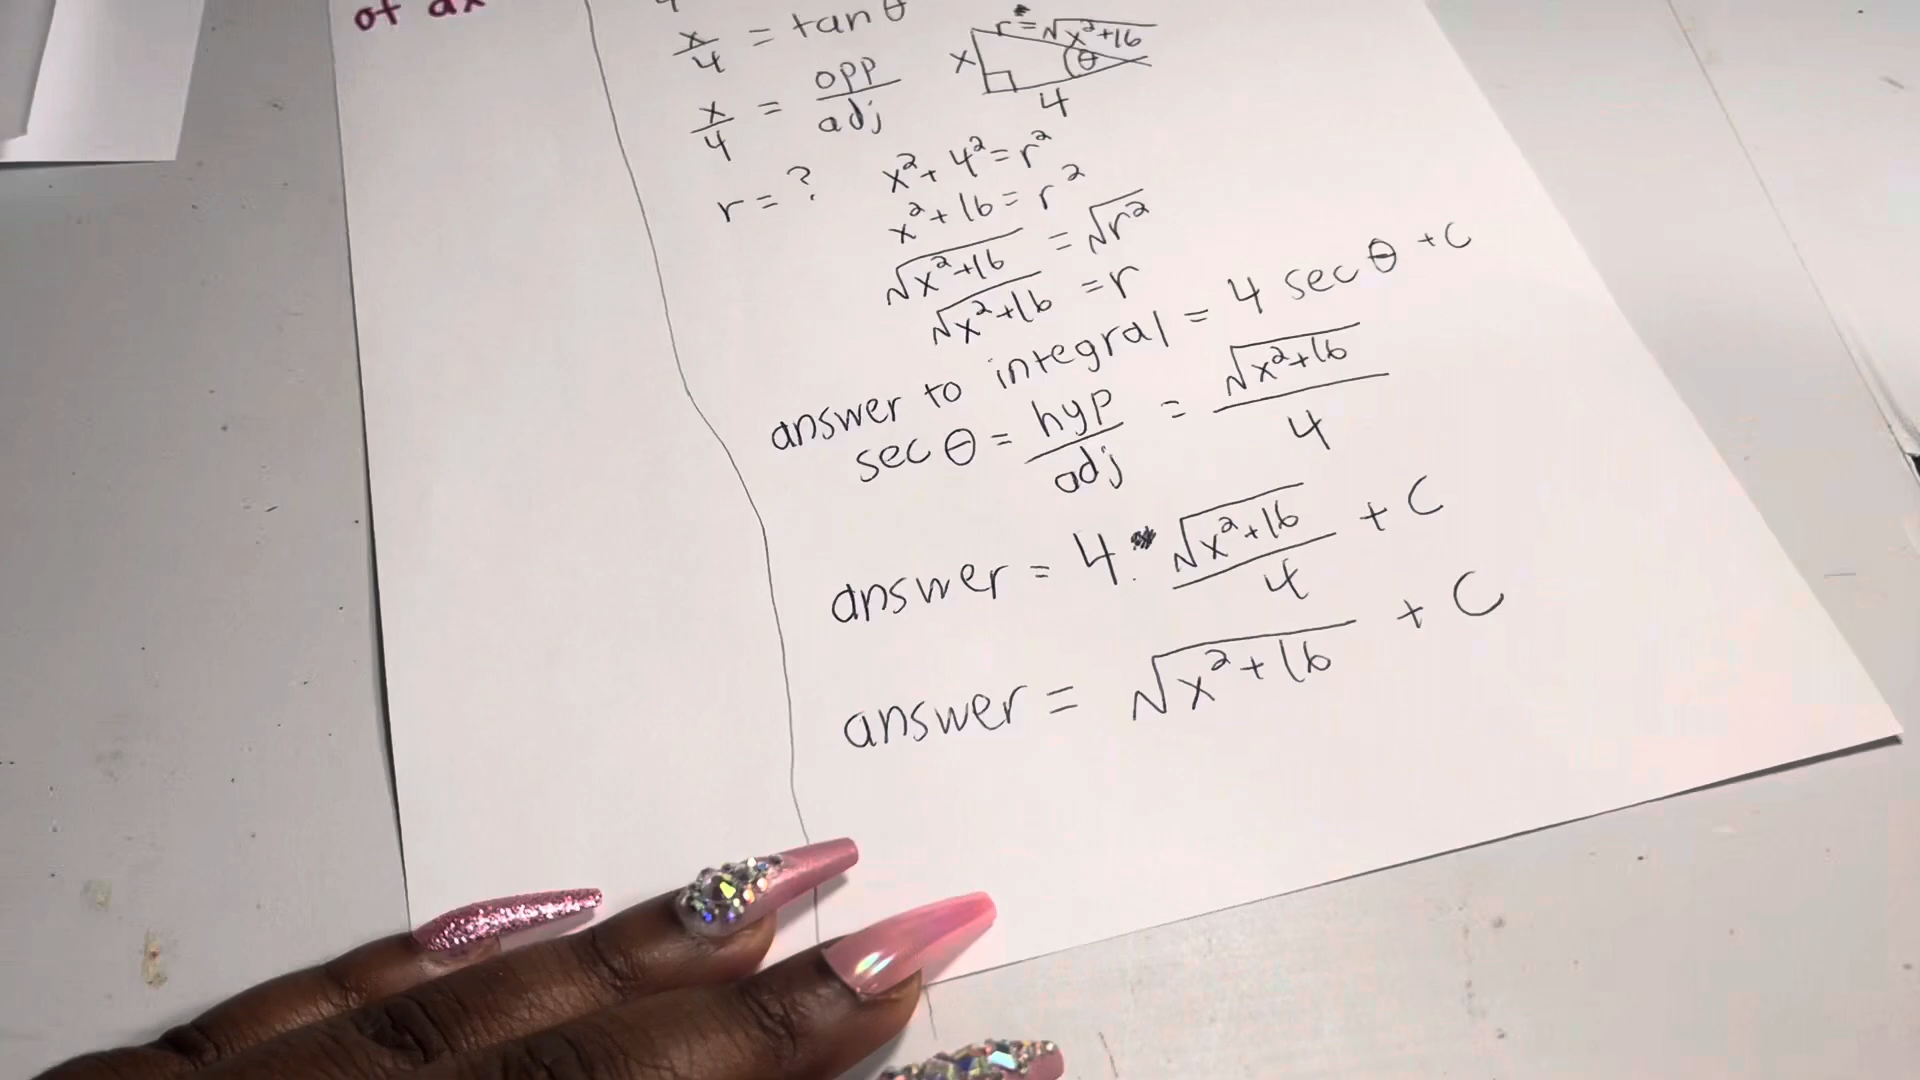 of dx
x/4 = tan θ
x/4 = opp/adj
r = √x²+16
x
θ
4
r = ?
x² + 4² = r²
x² + 16 = r²
√x²+16 = √r²
√x²+16 = r
answer to integral = 4 sec θ + C
sec θ = hyp/adj = √x²+16/4
answer = 4 · √x²+16/4 + C
answer = √x²+16 + C